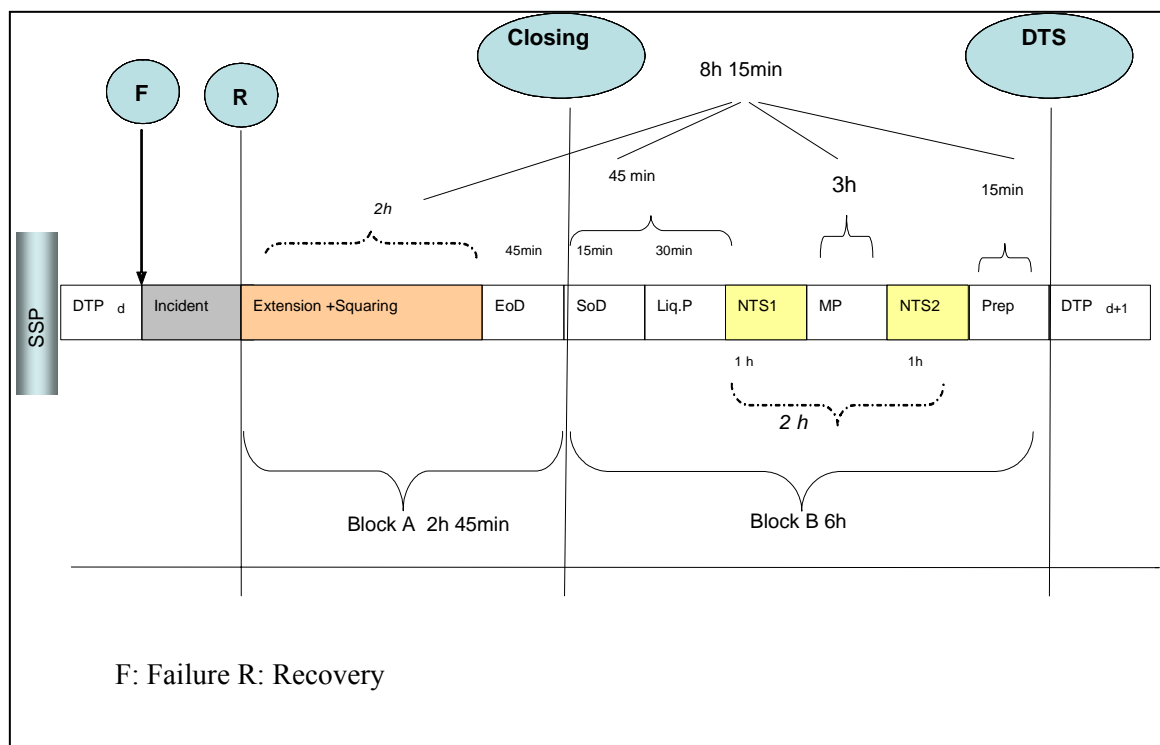 Closing
DTS
8h 15min
F
R
45 min
3h
15min
2h
45min
15min
30min
SSP
DTP d
Incident
Extension +Squaring
EoD
SoD
Liq.P
NTS1
MP
NTS2
Prep
DTP d+1
1 h
1h
2 h
Block A 2h 45min
Block B 6h
F: Failure R: Recovery